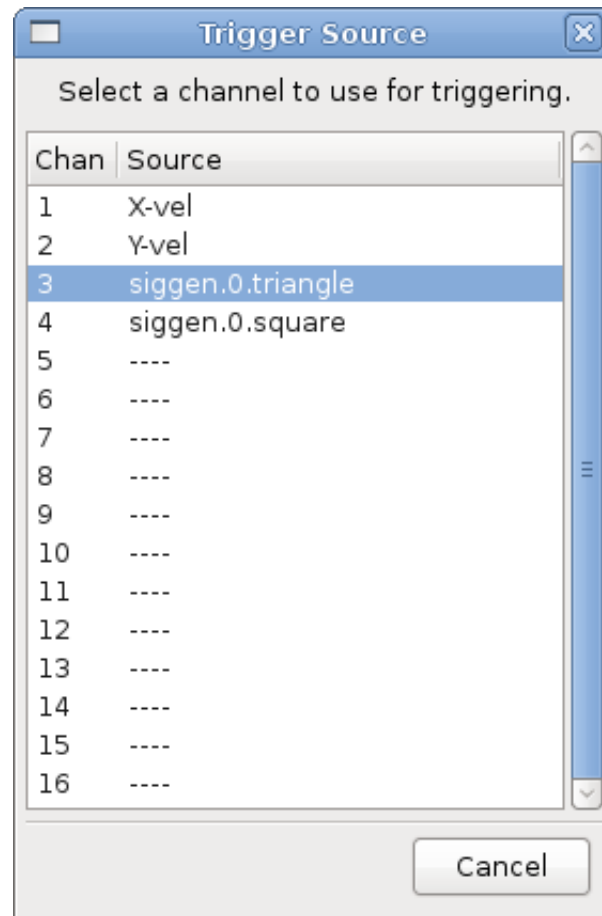 Trigger Source
Select a channel to use for triggering.
Chan Source
1 X-vel
2 Y-vel
3 siggen.0.triangle
4 siggen.0.square
5 ----
6 ----
7 ----
8 ----
9 ----
10 ----
11 ----
12 ----
13 ----
14 ----
15 ----
16 ----
Cancel